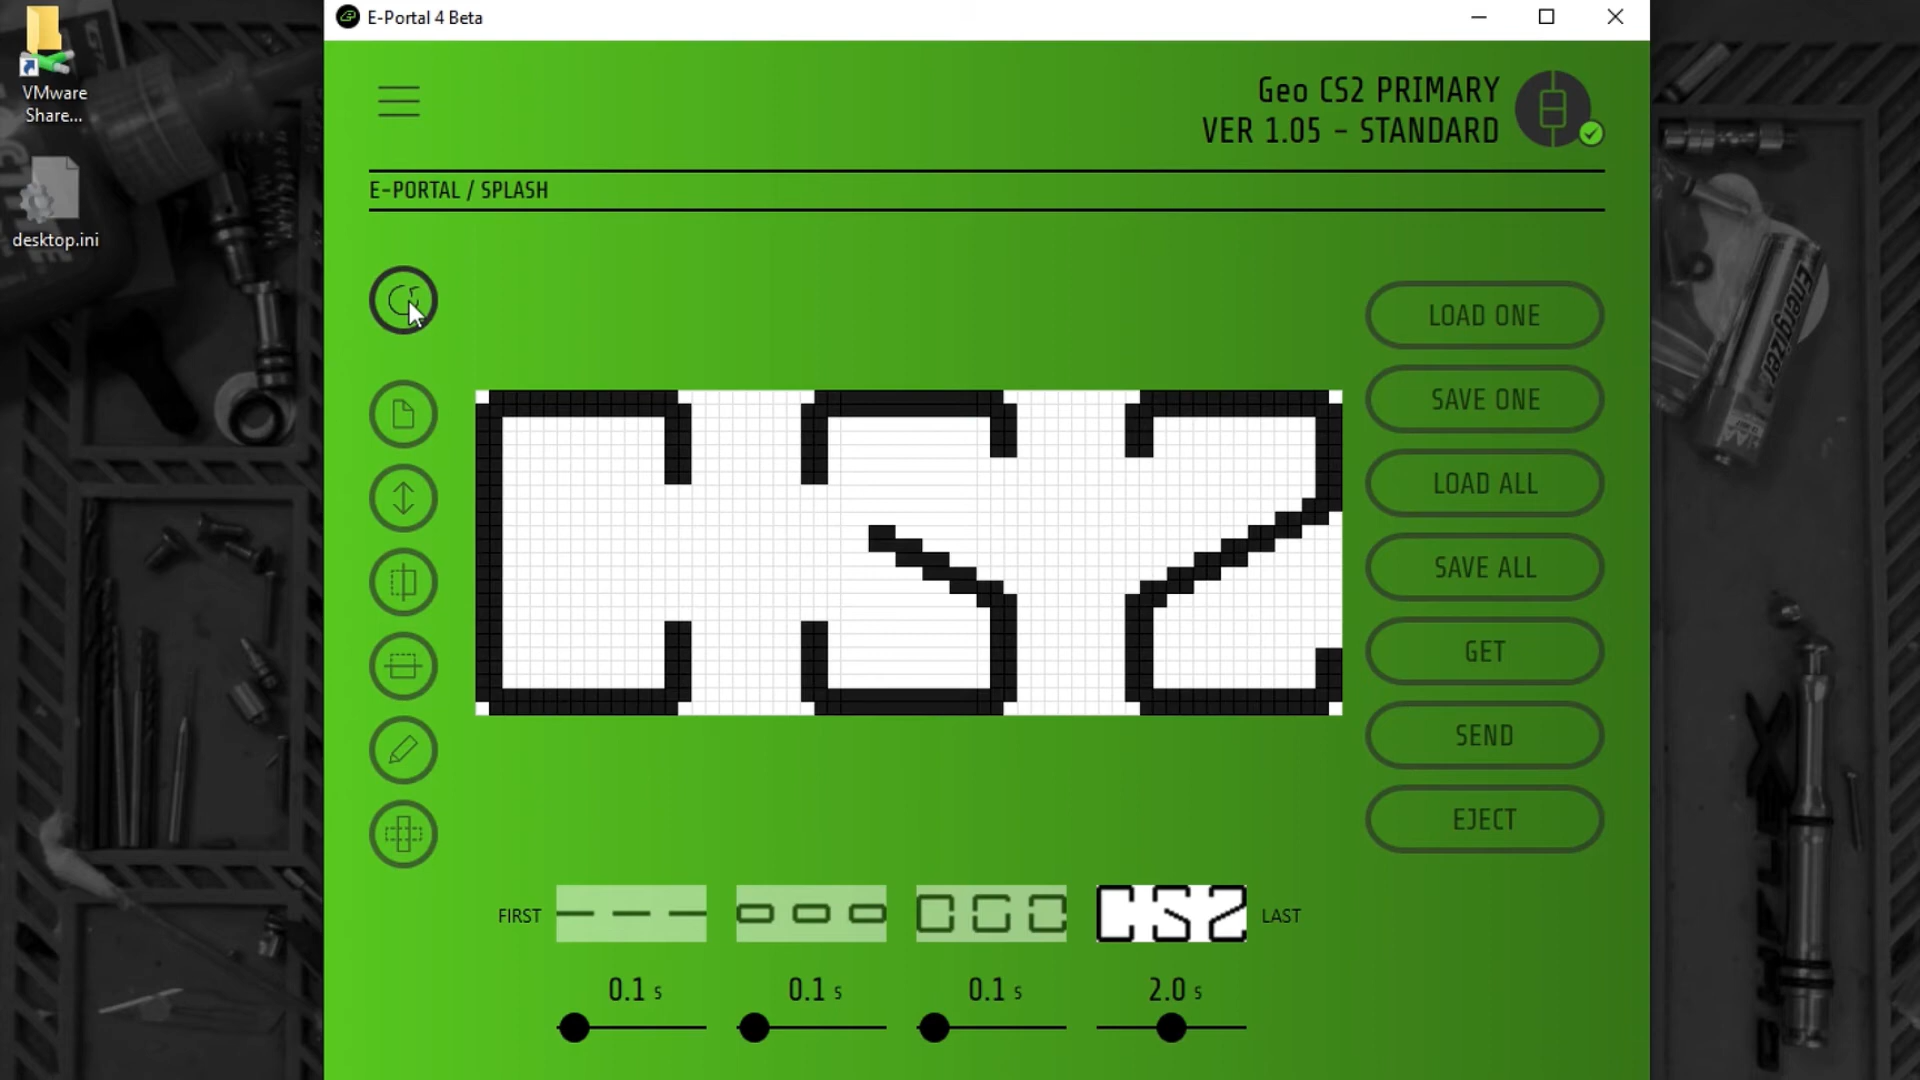 E-Portal 4 Beta
VMware
Share...
desktop.ini
Geo CS2 PRIMARY
VER 1.05 - STANDARD
E-PORTAL / SPLASH
CS2
LOAD ONE
SAVE ONE
LOAD ALL
SAVE ALL
GET
SEND
EJECT
FIRST
CS2
LAST
0.1 s
0.1 s
0.1 s
2.0 s
Energizer